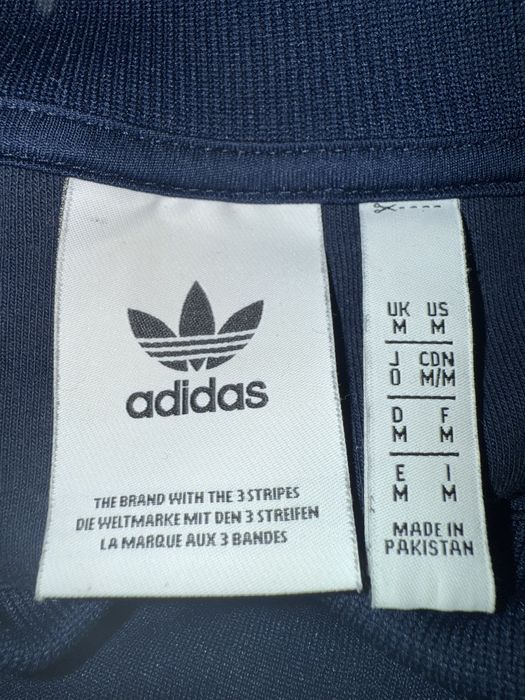 adidas
THE BRAND WITH THE 3 STRIPES
DIE WELTMARKE MIT DEN 3 STREIFEN
LA MARQUE AUX 3 BANDES
UK US
M M
J CDN
O M/M
D F
M M
E I
M M
MADE IN
PAKISTAN